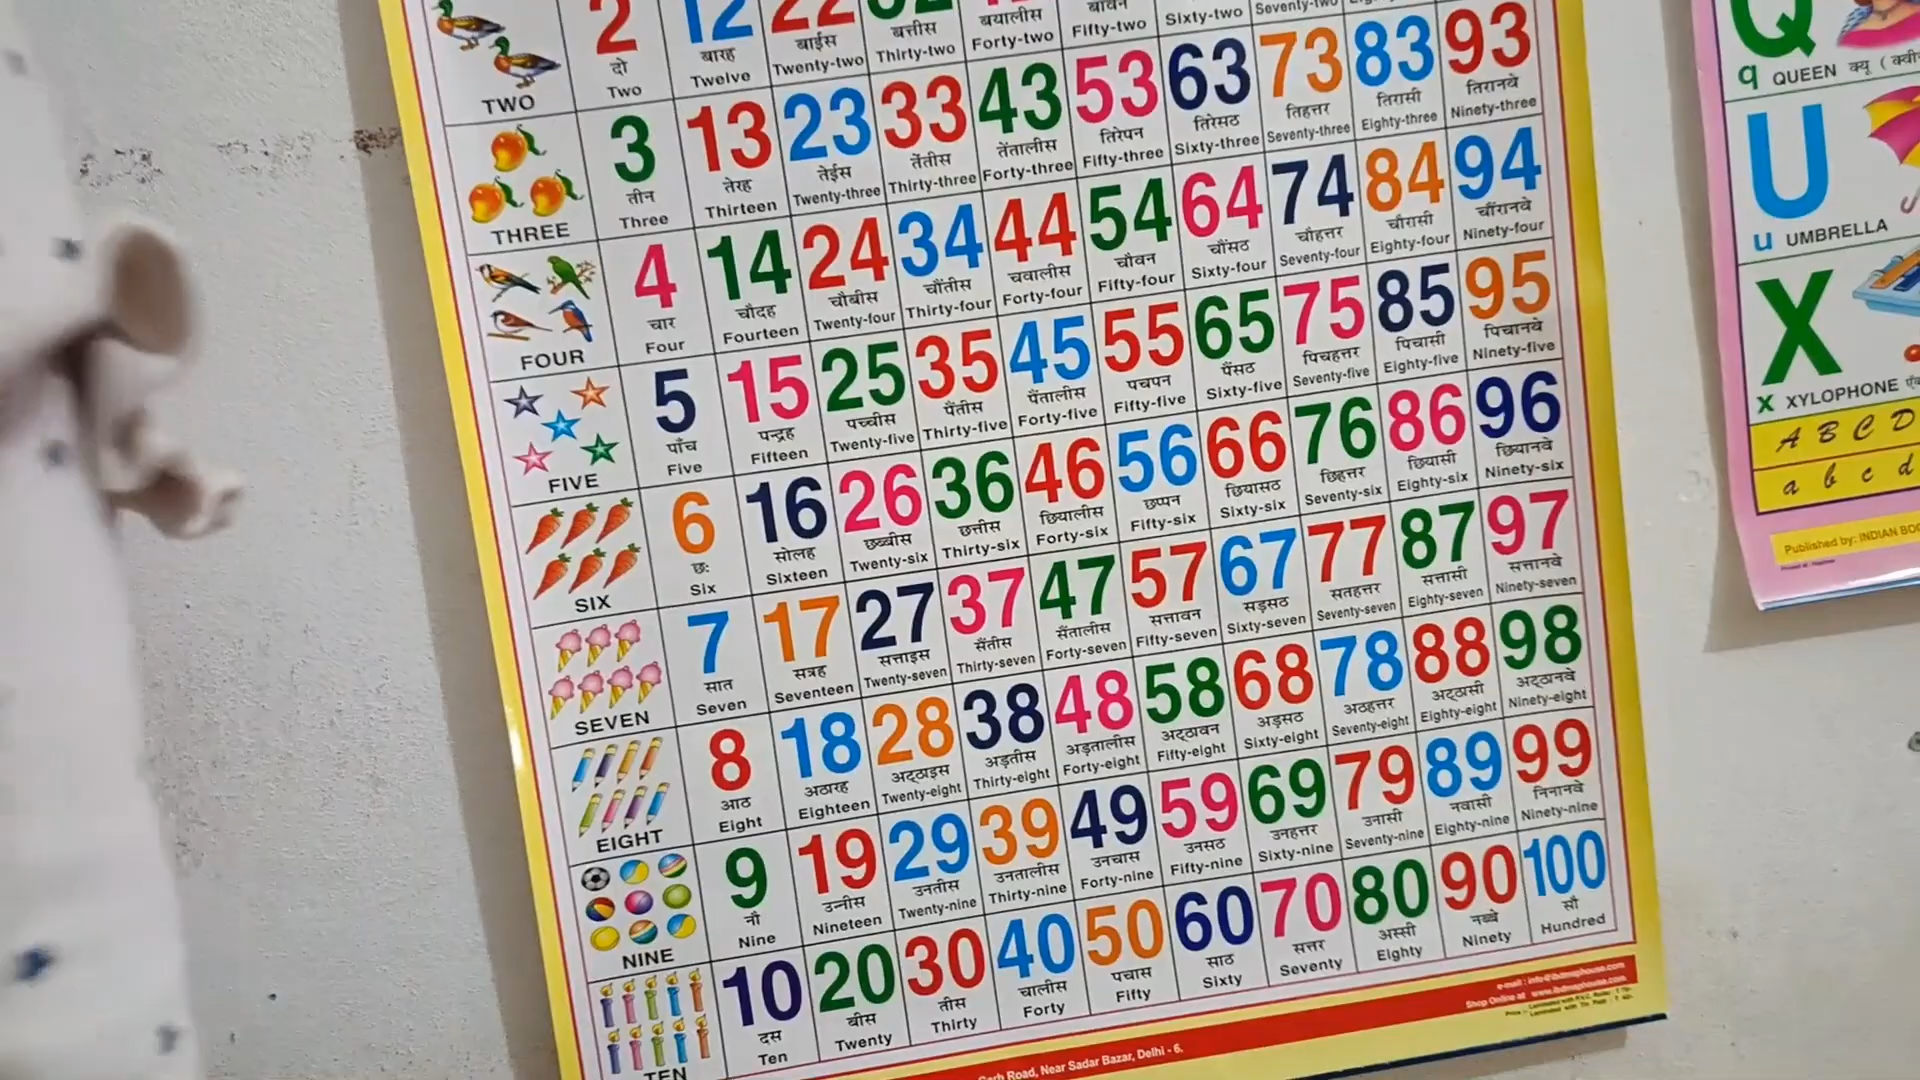 TWO
2
दो
Two
12
बारह
Twelve
22
बाईस
Twenty-two
बत्तीस
Thirty-two
बयालीस
Forty-two
Fifty-two
Sixty-two
THREE
3
तीन
Three
13
तेरह
Thirteen
23
तेईस
Twenty-three
33
तेंतीस
Thirty-three
43
तेंतालीस
Forty-three
53
तिरेपन
Fifty-three
63
तिरेसठ
Sixty-three
73
तिहत्तर
Seventy-three
83
तिरासी
Eighty-three
93
तिरानवे
Ninety-three
FOUR
4
चार
Four
14
चौदह
Fourteen
24
चौबीस
Twenty-four
34
चौंतीस
Thirty-four
44
चवालीस
Forty-four
54
चौवन
Fifty-four
64
चौंसठ
Sixty-four
74
चौहत्तर
Seventy-four
84
चौरासी
Eighty-four
94
चौंरानवे
Ninety-four
FIVE
5
पाँच
Five
15
पन्द्रह
Fifteen
25
पच्चीस
Twenty-five
35
पैंतीस
Thirty-five
45
पैंतालीस
Forty-five
55
पचपन
Fifty-five
65
पैंसठ
Sixty-five
75
पिचहत्तर
Seventy-five
85
पिचासी
Eighty-five
95
पिचानवे
Ninety-five
SIX
6
छः
Six
16
सोलह
Sixteen
26
छब्बीस
Twenty-six
36
छत्तीस
Thirty-six
46
छियालीस
Forty-six
56
छप्पन
Fifty-six
66
छियासठ
Sixty-six
76
छिहत्तर
Seventy-six
86
छियासी
Eighty-six
96
छियानवे
Ninety-six
SEVEN
7
सात
Seven
17
सत्रह
Seventeen
27
सत्ताइस
Twenty-seven
37
सैंतीस
Thirty-seven
47
सैंतालीस
Forty-seven
57
सत्तावन
Fifty-seven
67
सड़सठ
Sixty-seven
77
सतहत्तर
Seventy-seven
87
सत्तासी
Eighty-seven
97
सत्तानवे
Ninety-seven
EIGHT
8
आठ
Eight
18
अठारह
Eighteen
28
अट्ठाइस
Twenty-eight
38
अड़तीस
Thirty-eight
48
अड़तालीस
Forty-eight
58
अट्ठावन
Fifty-eight
68
अड़सठ
Sixty-eight
78
अठहत्तर
Seventy-eight
88
अट्ठासी
Eighty-eight
98
अट्ठानवे
Ninety-eight
NINE
9
नौ
Nine
19
उन्नीस
Nineteen
29
उनतीस
Twenty-nine
39
उनतालीस
Thirty-nine
49
उनचास
Forty-nine
59
उनसठ
Fifty-nine
69
उनहत्तर
Sixty-nine
79
उनासी
Seventy-nine
89
नवासी
Eighty-nine
99
निनानवे
Ninety-nine
TEN
10
दस
Ten
20
बीस
Twenty
30
तीस
Thirty
40
चालीस
Forty
50
पचास
Fifty
60
साठ
Sixty
70
सत्तर
Seventy
80
अस्सी
Eighty
90
नब्बे
Ninety
100
सौ
Hundred
e-mail : info@ibdmaphouse.com
Shop Online at www.ibdmaphouse.com
Road, Near Sadar Bazar, Delhi - 6.
Q
q QUEEN क्यू
U
u UMBRELLA
X
x XYLOPHONE
A B C D
a b c d
Published by: INDIAN